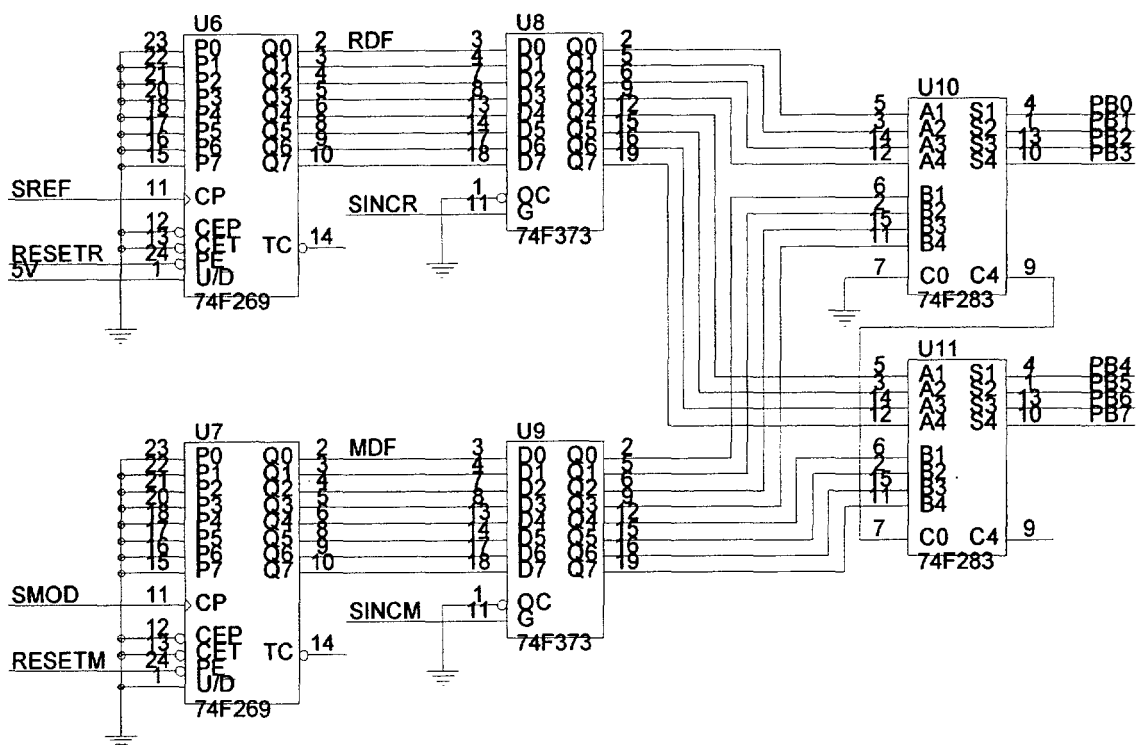 U6
23 P0 Q0 2 RDF
22 P1 Q1 3
21 P2 Q2 4
20 P3 Q3 5
18 P4 Q4 6
17 P5 Q5 8
16 P6 Q6 9
15 P7 Q7 10
SREF 11 CP
12 CEP
13 CET TC 14
RESETR 24 PE
5V 1 U/D
74F269
U8
3 D0 Q0 2
4 D1 Q1 5
7 D2 Q2 6
8 D3 Q3 9
13 D4 Q4 12
14 D5 Q5 15
17 D6 Q6 16
18 D7 Q7 19
1 OC
SINCR 11 G
74F373
U10
5 A1 S1 4 PB0
3 A2 S2 1 PB1
14 A3 S3 13 PB2
12 A4 S4 10 PB3
6 B1
2 B2
15 B3
11 B4
7 C0 C4 9
74F283
U11
5 A1 S1 4 PB4
3 A2 S2 1 PB5
14 A3 S3 13 PB6
12 A4 S4 10 PB7
6 B1
2 B2
15 B3
11 B4
7 C0 C4 9
74F283
U7
23 P0 Q0 2 MDF
22 P1 Q1 3
21 P2 Q2 4
20 P3 Q3 5
18 P4 Q4 6
17 P5 Q5 8
16 P6 Q6 9
15 P7 Q7 10
SMOD 11 CP
12 CEP
13 CET TC 14
RESETM 24 PE
1 U/D
74F269
U9
3 D0 Q0 2
4 D1 Q1 5
7 D2 Q2 6
8 D3 Q3 9
13 D4 Q4 12
14 D5 Q5 15
17 D6 Q6 16
18 D7 Q7 19
1 OC
SINCM 11 G
74F373